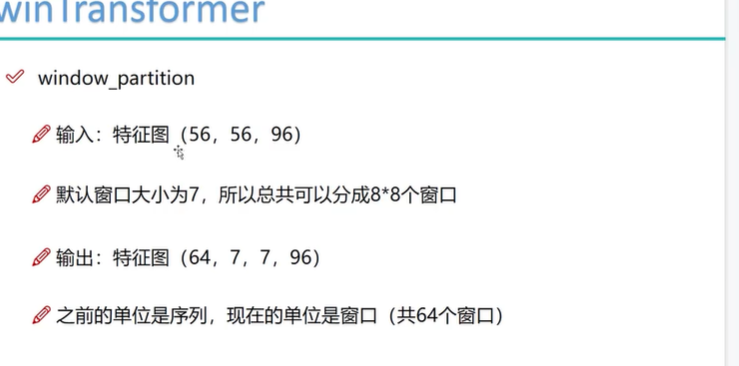 winTransformer
window_partition
输入：特征图（56，56，96）
默认窗口大小为7，所以总共可以分成8*8个窗口
输出：特征图（64，7，7，96）
之前的单位是序列，现在的单位是窗口（共64个窗口）